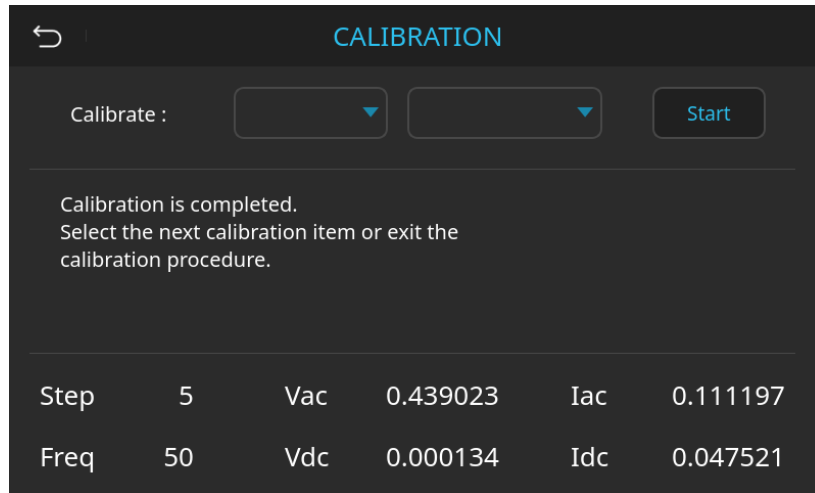 CALIBRATION
Calibrate :
Start
Calibration is completed.
Select the next calibration item or exit the
calibration procedure.
Step 5 Vac 0.439023 Iac 0.111197
Freq 50 Vdc 0.000134 Idc 0.047521